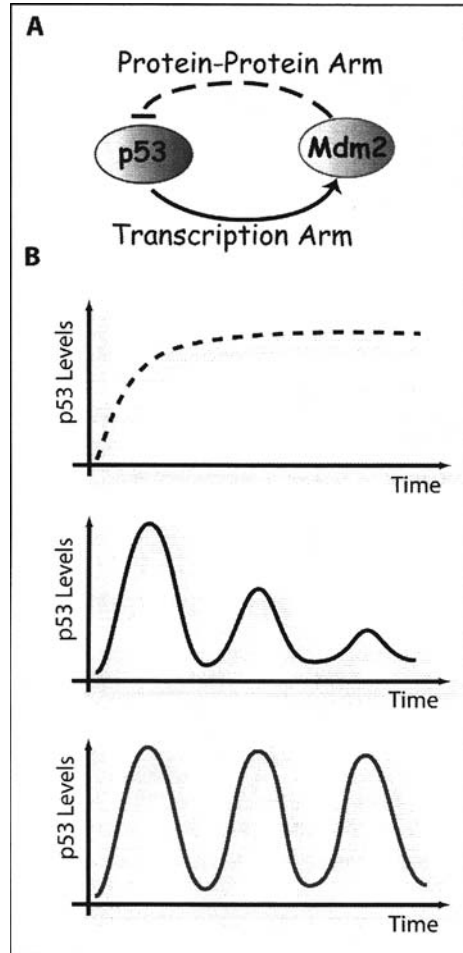 A
Protein-Protein Arm
p53
Mdm2
Transcription Arm
B
p53 Levels
Time
p53 Levels
Time
p53 Levels
Time